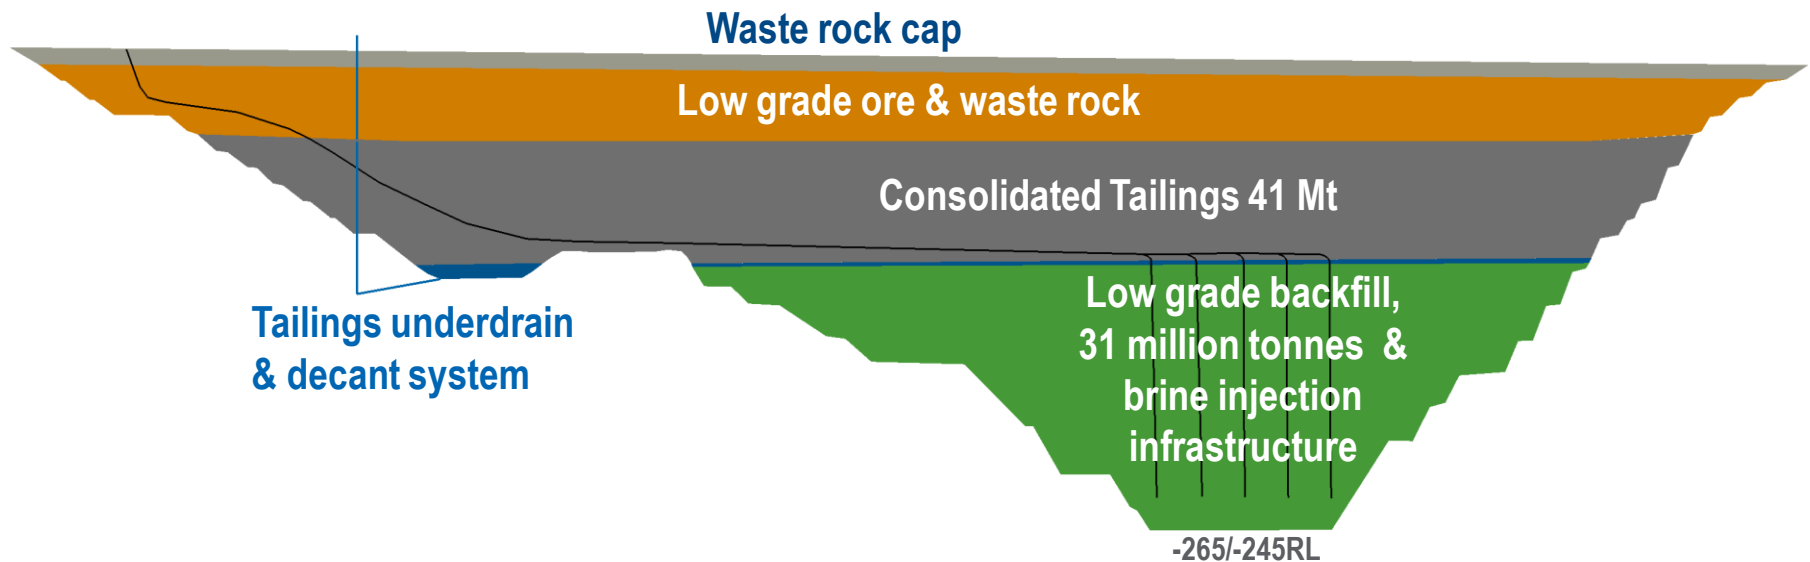 Waste rock cap
Low grade ore & waste rock
Consolidated Tailings 41 Mt
Low grade backfill,
31 million tonnes &
brine injection
infrastructure
Tailings underdrain
& decant system
-265/-245RL